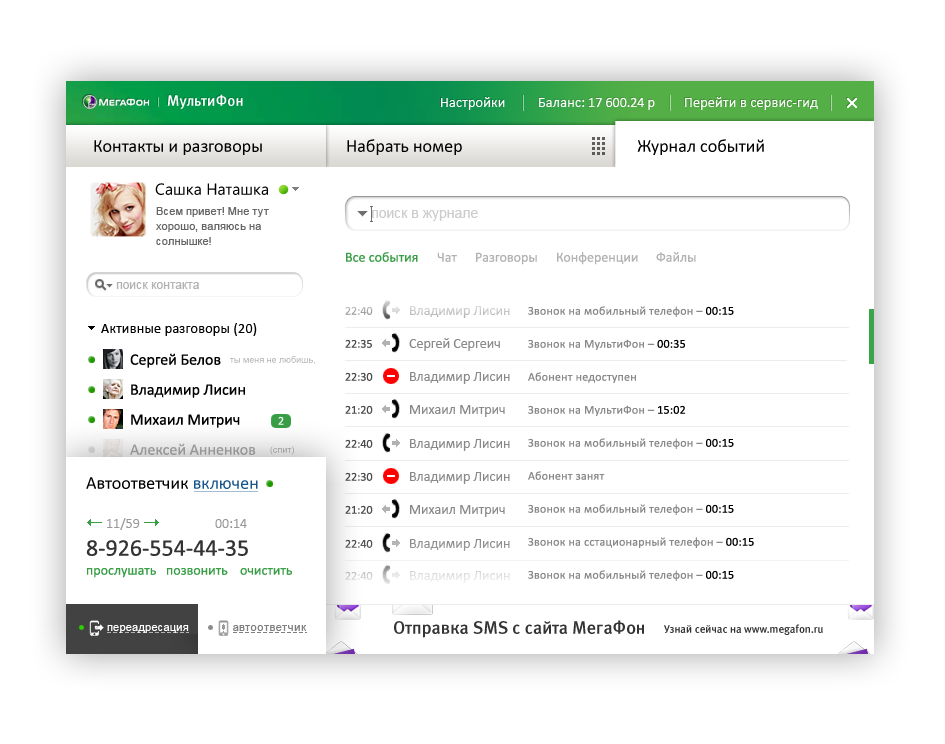 МЕГАФОН | МультиФон
Настройки
Баланс: 17 600.24 р
Перейти в сервис-гид
Контакты и разговоры
Набрать номер
Журнал событий
Сашка Наташка
Всем привет! Мне тут
хорошо, валяюсь на
солнышке!
поиск контакта
Активные разговоры (20)
Сергей Белов ты меня не любишь,
Владимир Лисин
Михаил Митрич 2
Алексей Анненков (спит)
Автоответчик включен
11/59 00:14
8-926-554-44-35
прослушать позвонить очистить
переадресация
автоответчик
поиск в журнале
Все события Чат Разговоры Конференции Файлы
22:40 Владимир Лисин Звонок на мобильный телефон – 00:15
22:35 Сергей Сергеич Звонок на МультиФон – 00:35
22:30 Владимир Лисин Абонент недоступен
21:20 Михаил Митрич Звонок на МультиФон – 15:02
22:40 Владимир Лисин Звонок на мобильный телефон – 00:15
22:30 Владимир Лисин Абонент занят
21:20 Михаил Митрич Звонок на мобильный телефон – 00:15
22:40 Владимир Лисин Звонок на сстационарный телефон – 00:15
22:40 Владимир Лисин Звонок на мобильный телефон – 00:15
Отправка SMS с сайта МегаФон Узнай сейчас на www.megafon.ru